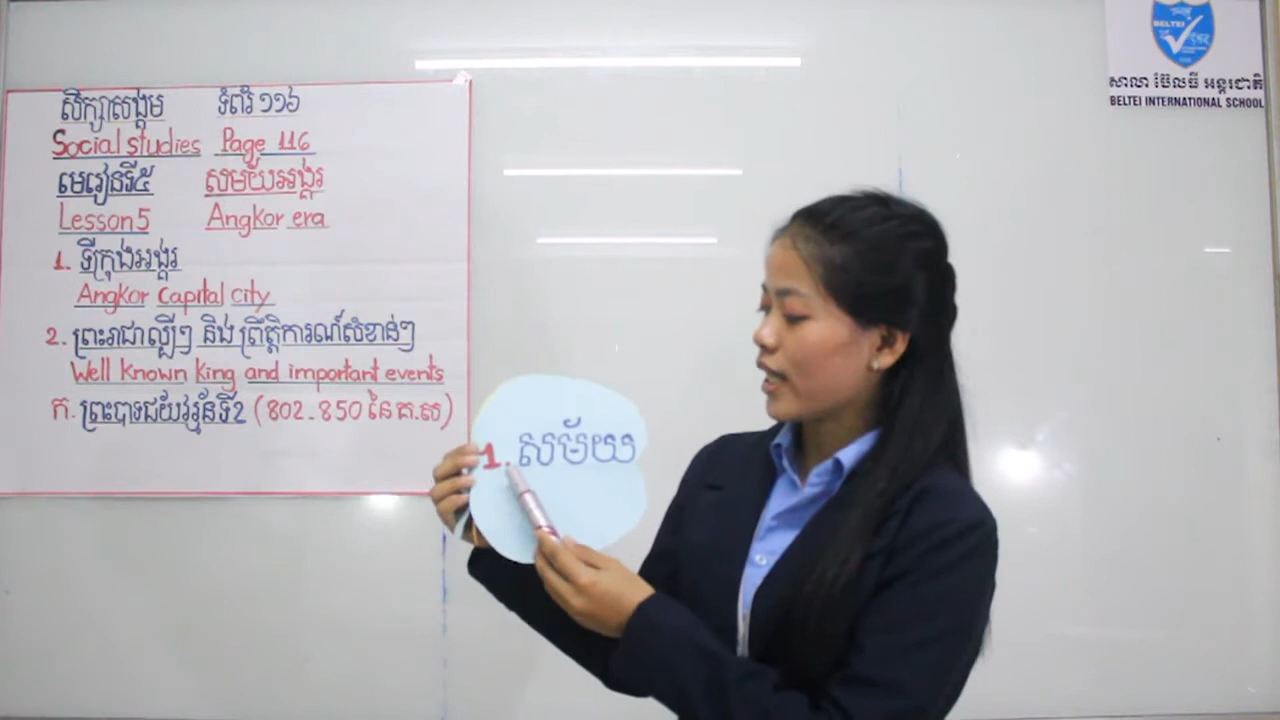 សិក្សាសង្គម ទំព័រ ១១៦
Social studies Page 116
មេរៀនទី៥ សម័យអង្គរ
Lesson 5 Angkor era
1. ទីក្រុងអង្គរ
Angkor capital city
2. ព្រះរាជាល្បីៗ និង ព្រឹត្តិការណ៍សំខាន់ៗ
Well known king and important events
ក. ព្រះបាទជ័យវរ្ម័នទី2 (802-850 នៃ គ.ស)
1. សម័យ
BELTEI
សាលា ប៊ែលធី អន្តរជាតិ
BELTEI INTERNATIONAL SCHOOL